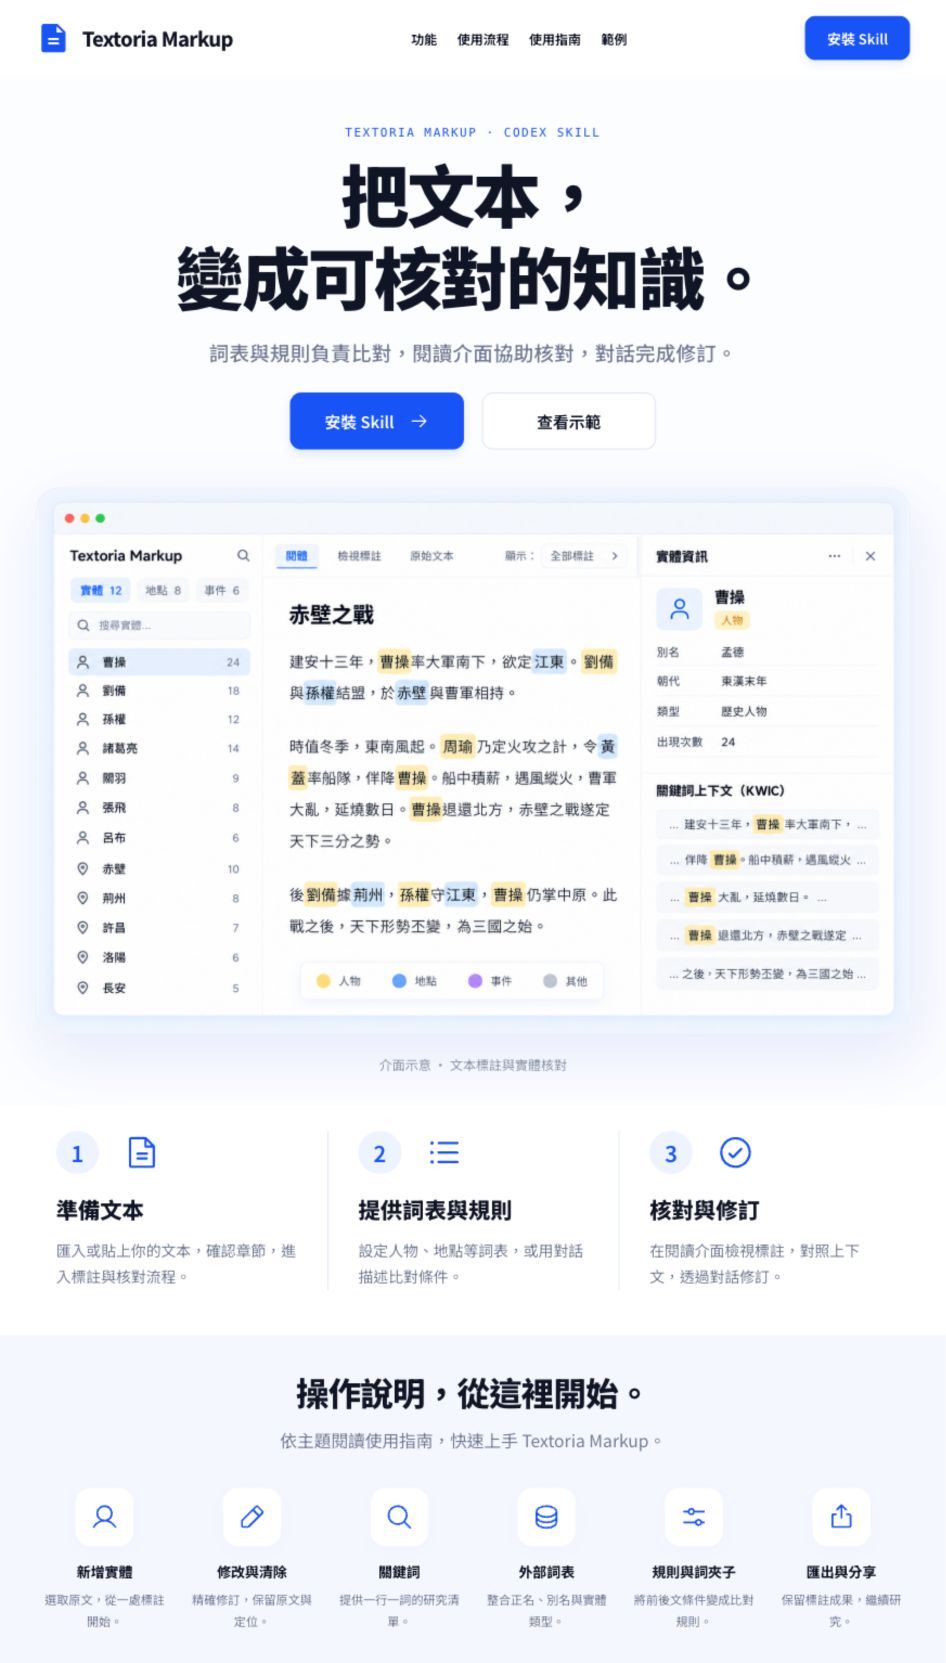 Textoria Markup
功能 使用流程 使用指南 範例
安裝 Skill
TEXTORIA MARKUP · CODEX SKILL
把文本，
變成可核對的知識。
詞表與規則負責比對，閱讀介面協助核對，對話完成修訂。
安裝 Skill →
查看示範
Textoria Markup
實體 12 地點 8 事件 6
搜尋實體...
曹操 24
劉備 18
孫權 12
諸葛亮 14
關羽 9
張飛 8
呂布 6
赤壁 10
荊州 8
許昌 7
洛陽 6
長安 5
閱體 檢視標註 原始文本 顯示： 全部標註
赤壁之戰
建安十三年，曹操率大軍南下，欲定江東。劉備
與孫權結盟，於赤壁與曹軍相持。
時值冬季，東南風起。周瑜乃定火攻之計，令黃
蓋率船隊，佯降曹操。船中積薪，遇風縱火，曹軍
大亂，延燒數日。曹操退還北方，赤壁之戰遂定
天下三分之勢。
後劉備據荊州，孫權守江東，曹操仍掌中原。此
戰之後，天下形勢丕變，為三國之始。
人物 地點 事件 其他
實體資訊
曹操
人物
別名 孟德
朝代 東漢末年
類型 歷史人物
出現次數 24
關鍵詞上下文（KWIC）
... 建安十三年，曹操 率大軍南下， ...
... 佯降 曹操。船中積薪，遇風縱火 ...
... 曹操 大亂，延燒數日。 ...
... 曹操 退還北方，赤壁之戰遂定 ...
... 之後，天下形勢丕變，為三國之始 ...
介面示意 · 文本標註與實體核對
1
準備文本
匯入或貼上你的文本，確認章節，進
入標註與核對流程。
2
提供詞表與規則
設定人物、地點等詞表，或用對話
描述比對條件。
3
核對與修訂
在閱讀介面檢視標註，對照上下
文，透過對話修訂。
操作說明，從這裡開始。
依主題閱讀使用指南，快速上手 Textoria Markup。
新增實體
選取原文，從一處標註
開始。
修改與清除
精確修訂，保留原文與
定位。
關鍵詞
提供一行一詞的研究清
單。
外部詞表
整合正名、別名與實體
類型。
規則與詞夾子
將前後文條件變成比對
規則。
匯出與分享
保留標註成果，繼續研
究。